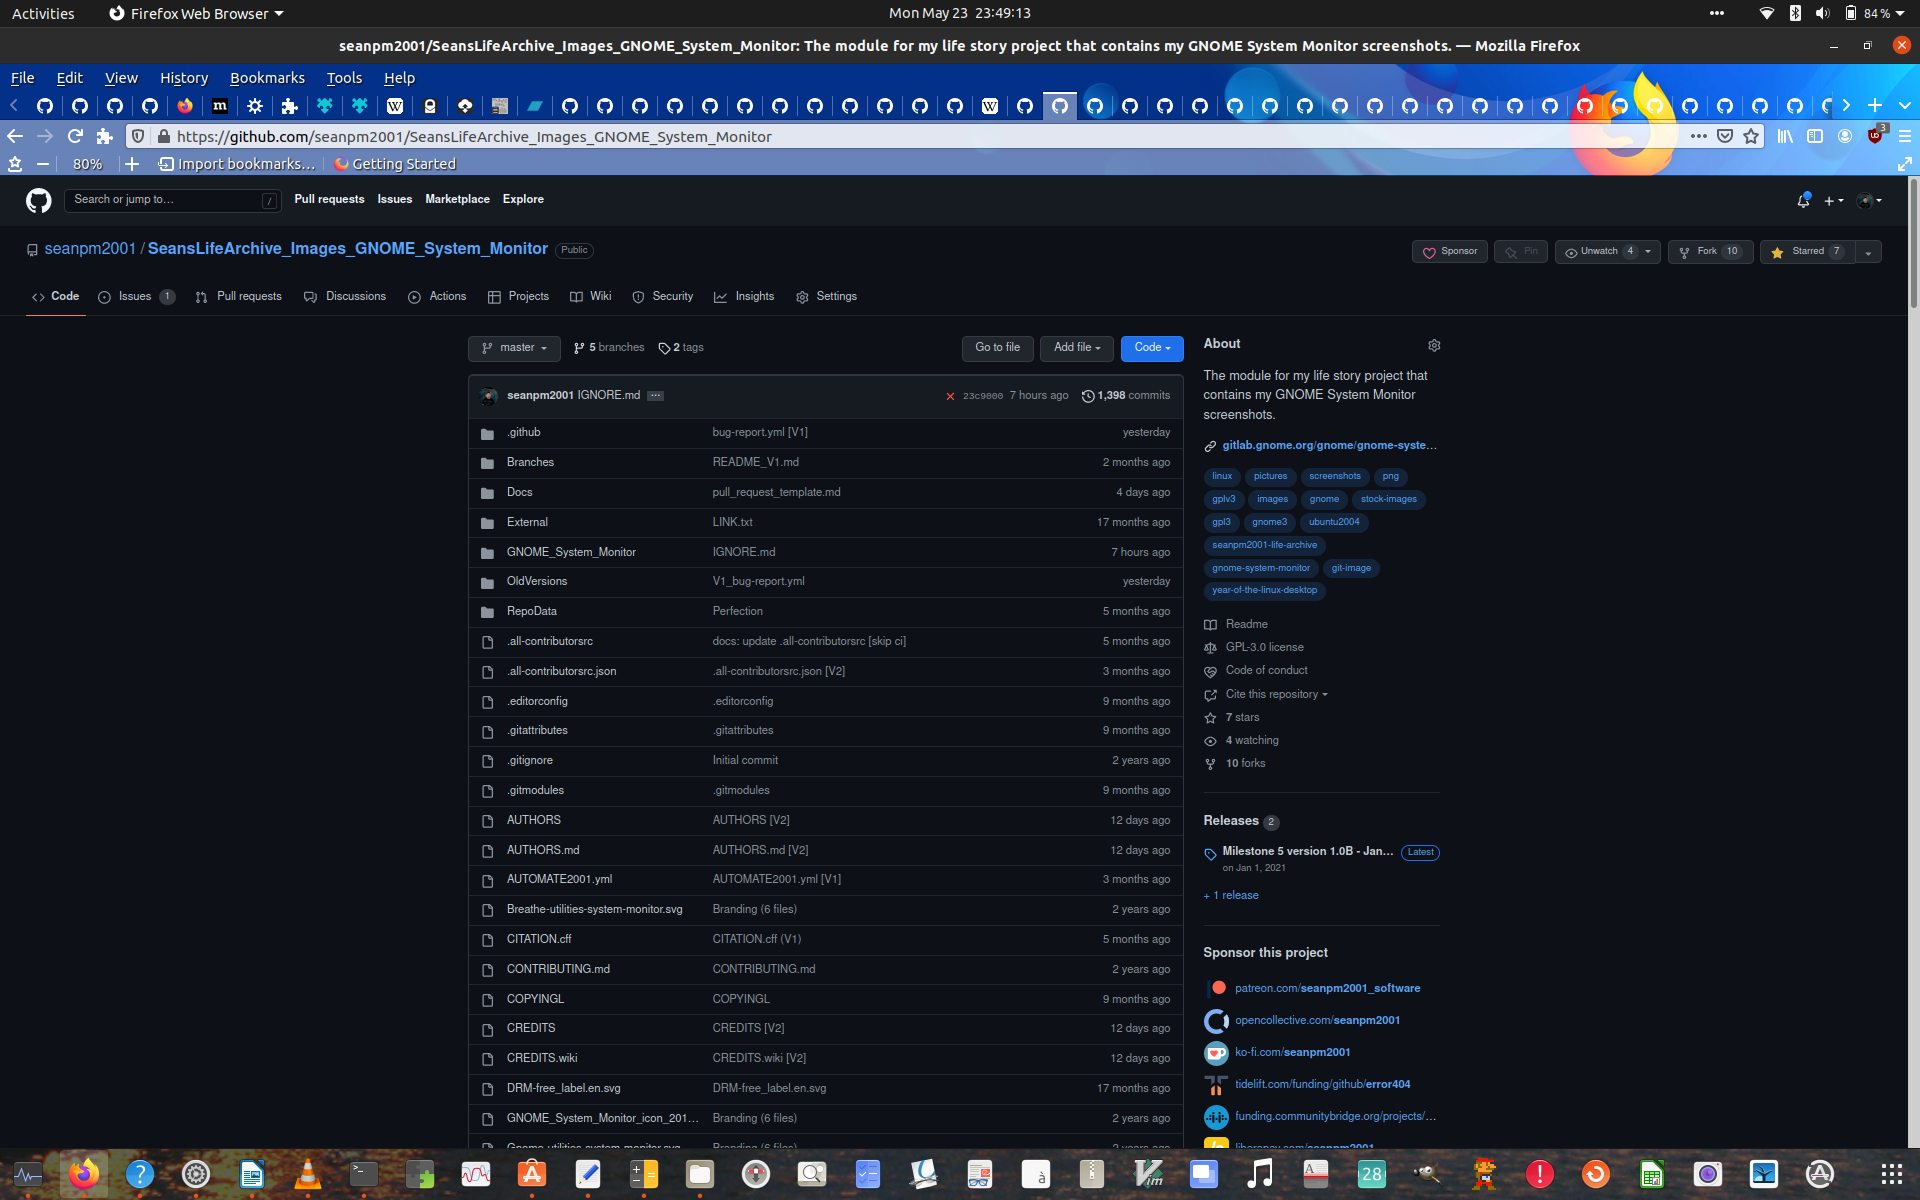 Activities
Firefox Web Browser
Mon May 23 23:49:13
84 %
seanpm2001/SeansLifeArchive_Images_GNOME_System_Monitor: The module for my life story project that contains my GNOME System Monitor screenshots. — Mozilla Firefox
File Edit View History Bookmarks Tools Help
https://github.com/seanpm2001/SeansLifeArchive_Images_GNOME_System_Monitor
3
80%
Import bookmarks...
Getting Started
Search or jump to... /
Pull requests Issues Marketplace Explore
seanpm2001 / SeansLifeArchive_Images_GNOME_System_Monitor Public
Sponsor
Pin
Unwatch 4
Fork 10
Starred 7
Code
Issues 1
Pull requests
Discussions
Actions
Projects
Wiki
Security
Insights
Settings
master
5 branches
2 tags
Go to file
Add file
Code
seanpm2001 IGNORE.md ... 23c9000 7 hours ago 1,398 commits
.github bug-report.yml [V1] yesterday
Branches README_V1.md 2 months ago
Docs pull_request_template.md 4 days ago
External LINK.txt 17 months ago
GNOME_System_Monitor IGNORE.md 7 hours ago
OldVersions V1_bug-report.yml yesterday
RepoData Perfection 5 months ago
.all-contributorsrc docs: update .all-contributorsrc [skip ci] 5 months ago
.all-contributorsrc.json .all-contributorsrc.json [V2] 3 months ago
.editorconfig .editorconfig 9 months ago
.gitattributes .gitattributes 9 months ago
.gitignore Initial commit 2 years ago
.gitmodules .gitmodules 9 months ago
AUTHORS AUTHORS [V2] 12 days ago
AUTHORS.md AUTHORS.md [V2] 12 days ago
AUTOMATE2001.yml AUTOMATE2001.yml [V1] 3 months ago
Breathe-utilities-system-monitor.svg Branding (6 files) 2 years ago
CITATION.cff CITATION.cff (V1) 5 months ago
CONTRIBUTING.md CONTRIBUTING.md 2 years ago
COPYINGL COPYINGL 9 months ago
CREDITS CREDITS [V2] 12 days ago
CREDITS.wiki CREDITS.wiki [V2] 12 days ago
DRM-free_label.en.svg DRM-free_label.en.svg 17 months ago
GNOME_System_Monitor_icon_201... Branding (6 files) 2 years ago
Gnome-utilities-system-monitor.svg Branding (6 files) 2 years ago
About
The module for my life story project that
contains my GNOME System Monitor
screenshots.
gitlab.gnome.org/gnome/gnome-syste...
linux pictures screenshots png
gplv3 images gnome stock-images
gpl3 gnome3 ubuntu2004
seanpm2001-life-archive
gnome-system-monitor git-image
year-of-the-linux-desktop
Readme
GPL-3.0 license
Code of conduct
Cite this repository
7 stars
4 watching
10 forks
Releases 2
Milestone 5 version 1.0B - Jan... Latest
on Jan 1, 2021
+ 1 release
Sponsor this project
patreon.com/seanpm2001_software
opencollective.com/seanpm2001
ko-fi.com/seanpm2001
tidelift.com/funding/github/error404
funding.communitybridge.org/projects/...
liberapay.com/seanpm2001
28